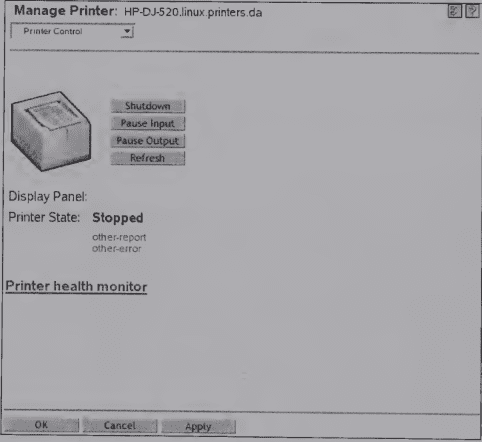 Manage Printer: HP-DJ-520.linux.printers.da
Printer Control
Shutdown
Pause Input
Pause Output
Refresh
Display Panel:
Printer State: Stopped
other-report
other-error
Printer health monitor
OK Cancel Apply